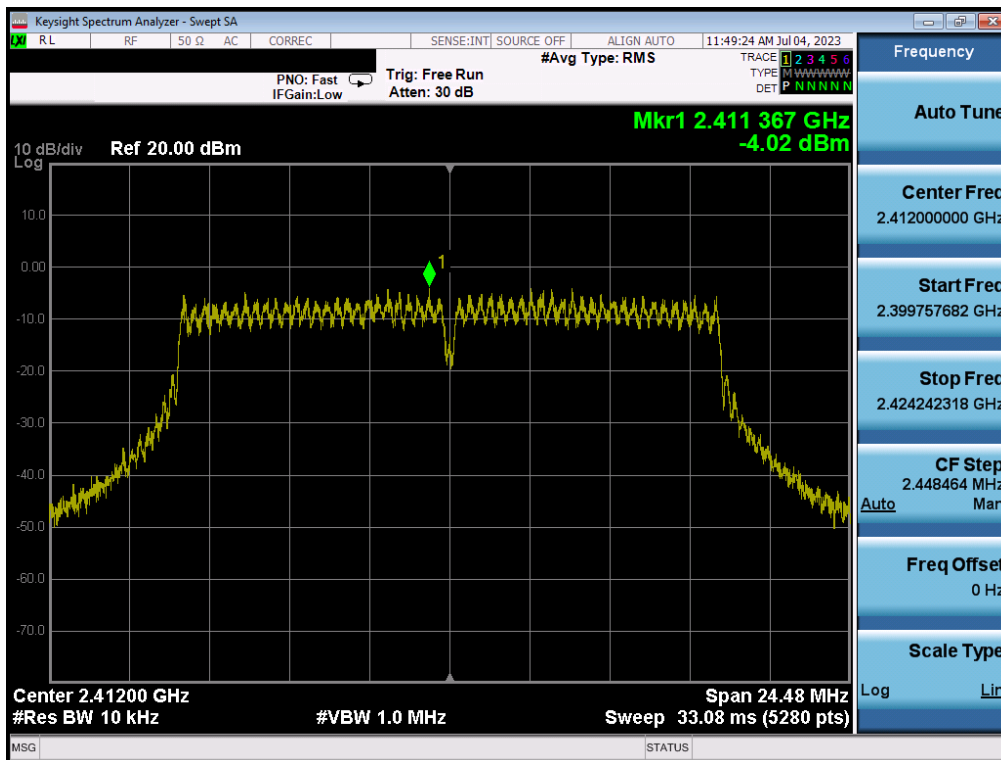 Keysight Spectrum Analyzer - Swept SA
LXI RL RF 50 Ω AC CORREC SENSE:INT SOURCE OFF ALIGN AUTO 11:49:24 AM Jul 04, 2023
#Avg Type: RMS
TRACE 1 2 3 4 5 6
PNO: Fast Trig: Free Run
TYPE M WWWWW
IFGain:Low Atten: 30 dB
DET P N N N N N
Mkr1 2.411 367 GHz
-4.02 dBm
10 dB/div Ref 20.00 dBm
Log
1
10.0
0.00
-10.0
-20.0
-30.0
-40.0
-50.0
-60.0
-70.0
Center 2.41200 GHz Span 24.48 MHz
#Res BW 10 kHz #VBW 1.0 MHz Sweep 33.08 ms (5280 pts)
MSG STATUS
Frequency
Auto Tune
Center Freq
2.412000000 GHz
Start Freq
2.399757682 GHz
Stop Freq
2.424242318 GHz
CF Step
2.448464 MHz
Auto Man
Freq Offset
0 Hz
Scale Type
Log Lin